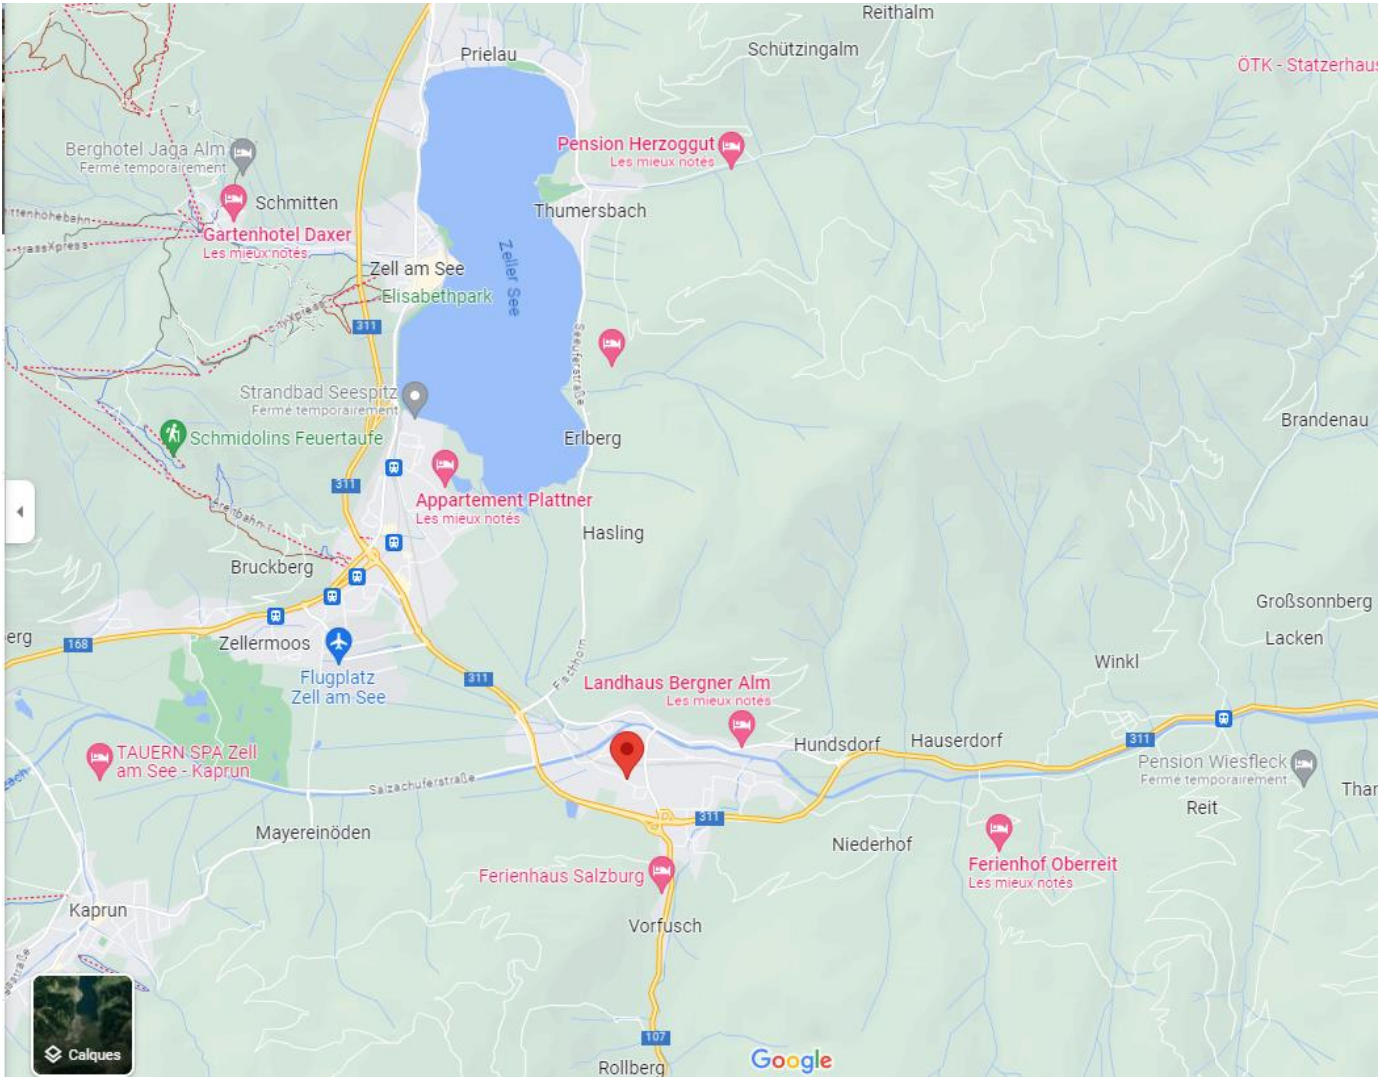 Reithalm
Prielau
Schützingalm
ÖTK - Statzerhaus
Berghotel Jaga Alm
Fermé temporairement
Pension Herzoggut
Les mieux notés
Schmitten
Thumersbach
Gartenhotel Daxer
Les mieux notés
Zell am See
Zeller See
Elisabethpark
311
Seeuferstraße
Strandbad Seespitz
Fermé temporairement
Brandenau
Schmidolins Feuertaufe
Erlberg
311
Appartement Plattner
Les mieux notés
Hasling
Bruckberg
Großsonnberg
Lacken
168
Zellermoos
Winkl
Fischhorn
Flugplatz
Zell am See
311
Landhaus Bergner Alm
Les mieux notés
Hundsdorf
Hauserdorf
311
TAUERN SPA Zell
am See - Kaprun
Pension Wiesfleck
Fermé temporairement
Salzachuferstraße
Reit
311
Mayereinöden
Niederhof
Ferienhof Oberreit
Les mieux notés
Ferienhaus Salzburg
Kaprun
Vorfusch
107
Calques
Google
Rollberg